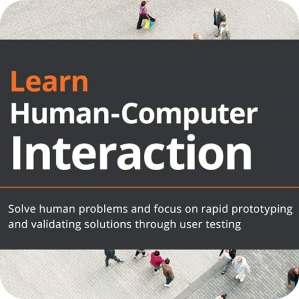 Learn
Human-Computer
Interaction
Solve human problems and focus on rapid prototyping
and validating solutions through user testing